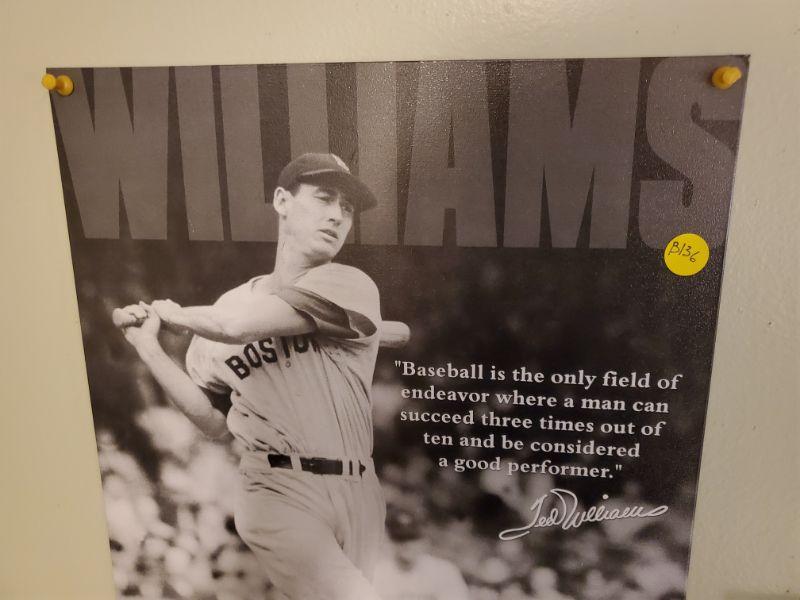 WILLIAMS
B136
BOSTON
"Baseball is the only field of
endeavor where a man can
succeed three times out of
ten and be considered
a good performer."
Ted Williams